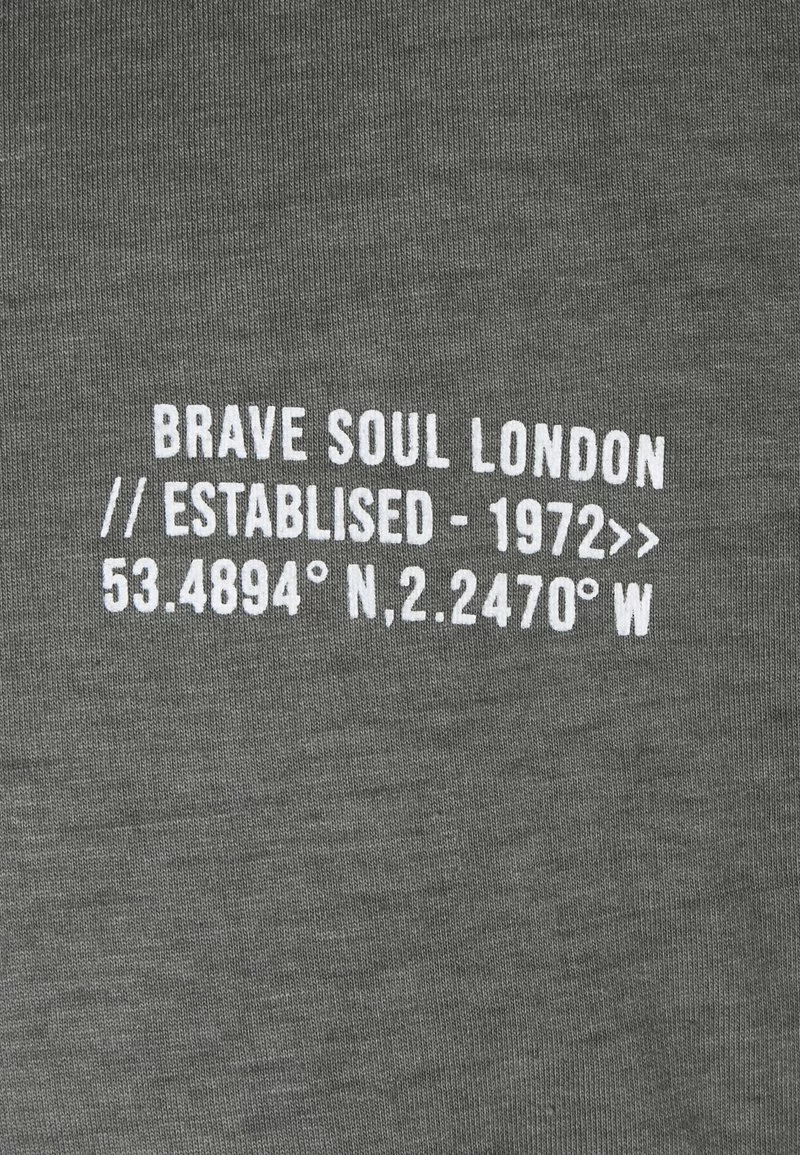 BRAVE SOUL LONDON
// ESTABLISED - 1972>>
53.4894° N,2.2470° W